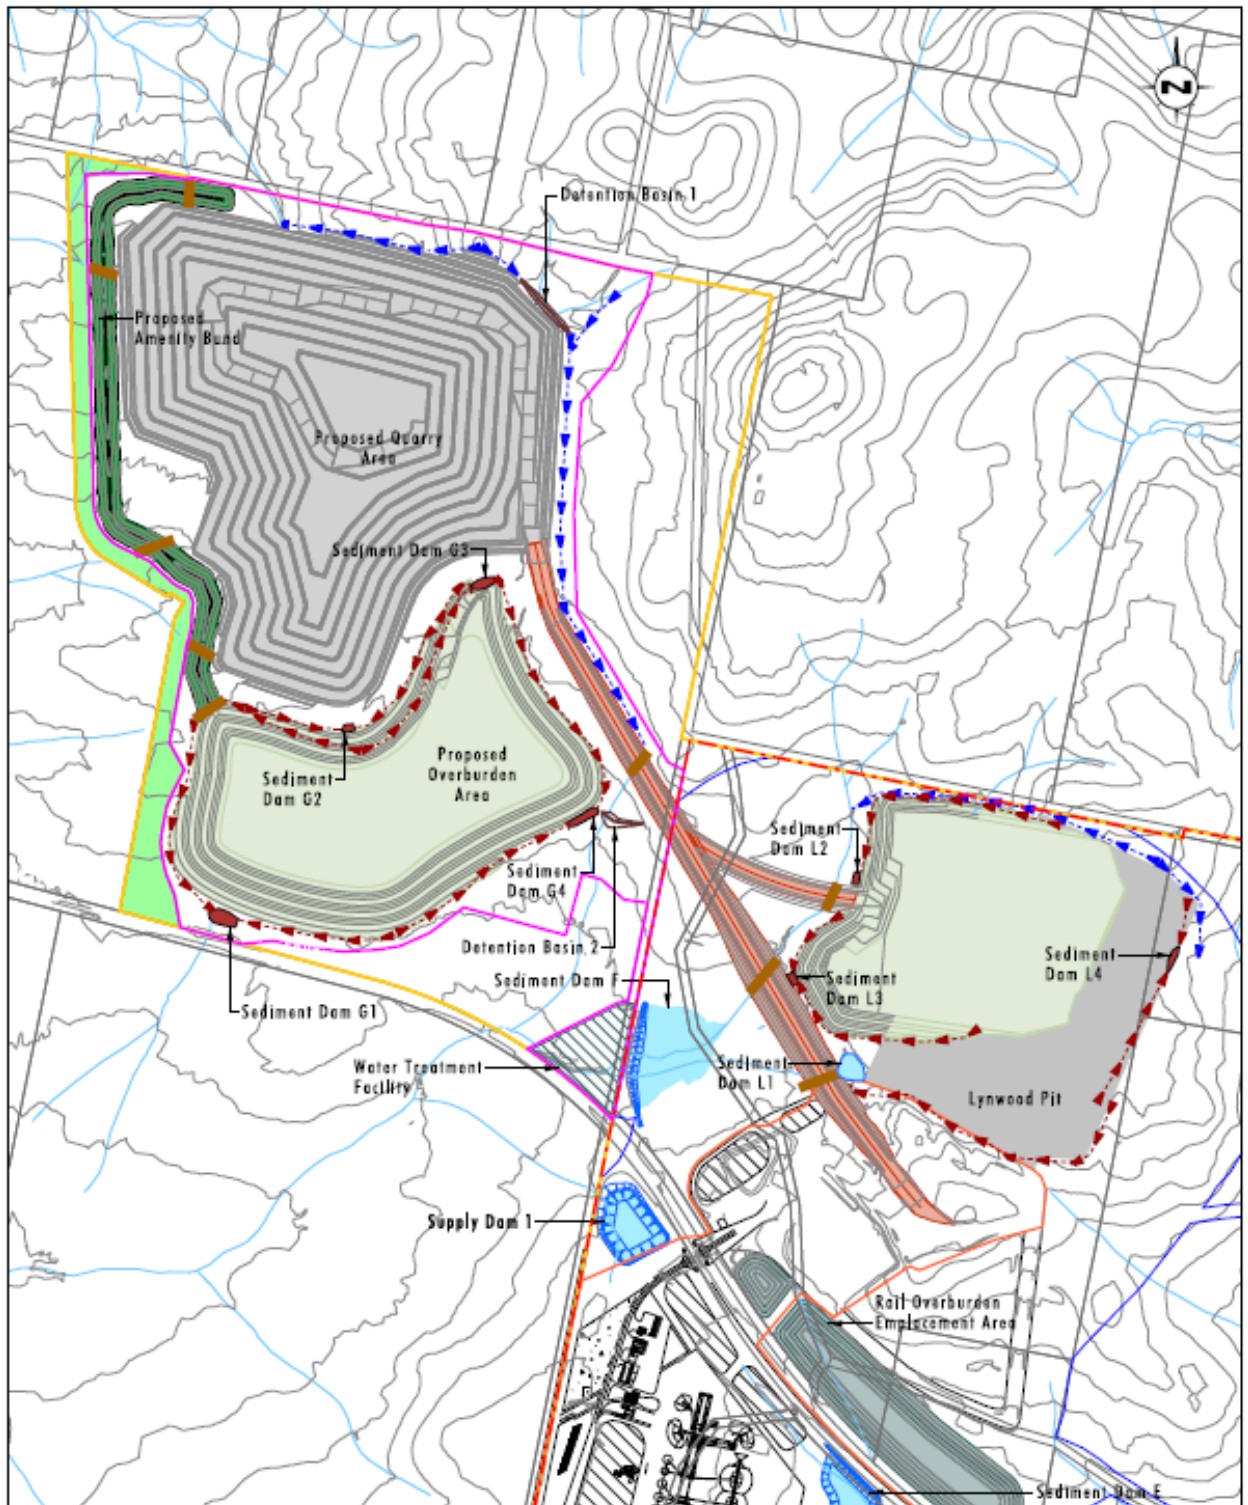 N
Detention Basin 1
Proposed
Amenity Bund
Proposed Quarry
Area
Sediment Dam G3
Proposed
Overburden
Area
Sediment
Dam G2
Sediment
Dam L2
Sediment
Dam G4
Detention Basin 2
Sediment
Dam L4
Sediment Dam F
Sediment
Dam L3
Sediment Dam G1
Water Treatment
Facility
Sediment
Dam L1
Lynwood Pit
Supply Dam 1
Rail Overburden
Emplacement Area
Sediment Dam E